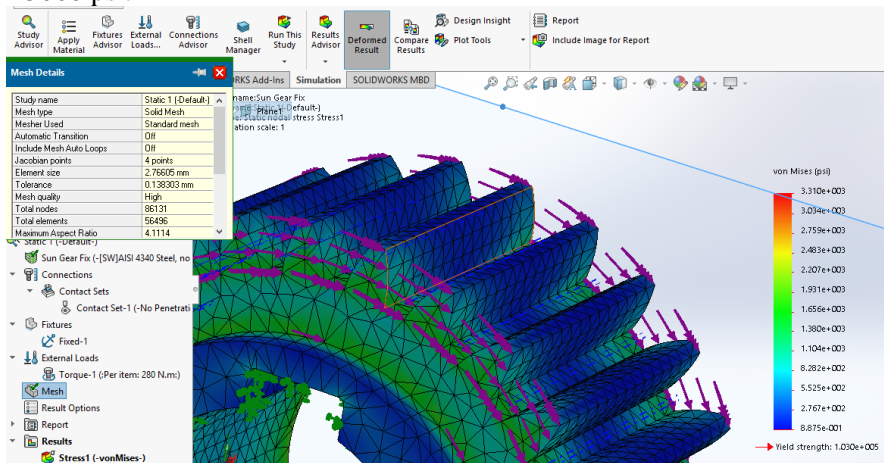 Study Advisor
Apply Material
Fixtures Advisor
External Loads...
Connections Advisor
Shell Manager
Run This Study
Results Advisor
Deformed Result
Compare Results
Design Insight
Plot Tools
Report
Include Image for Report
Mesh Details
RKS Add-Ins
Simulation
SOLIDWORKS MBD
Study name Static 1 (-Default-)
Mesh type Solid Mesh
Mesher Used Standard mesh
Automatic Transition Off
Include Mesh Auto Loops Off
Jacobian points 4 points
Element size 2.76605 mm
Tolerance 0.138303 mm
Mesh quality High
Total nodes 86131
Total elements 56496
Maximum Aspect Ratio 4.1114
name:Sun Gear Fix
Plane1
Static nodal stress Stress1
ation scale: 1
Static 1 (-Default-)
Sun Gear Fix (-[SW]AISI 4340 Steel, no
Connections
Contact Sets
Contact Set-1 (-No Penetrati
Fixtures
Fixed-1
External Loads
Torque-1 (:Per item: 280 N.m:)
Mesh
Result Options
Report
Results
Stress1 (-vonMises-)
von Mises (psi)
3.310e+003
3.034e+003
2.759e+003
2.483e+003
2.207e+003
1.931e+003
1.656e+003
1.380e+003
1.104e+003
8.282e+002
5.525e+002
2.767e+002
8.875e-001
Yield strength: 1.030e+005